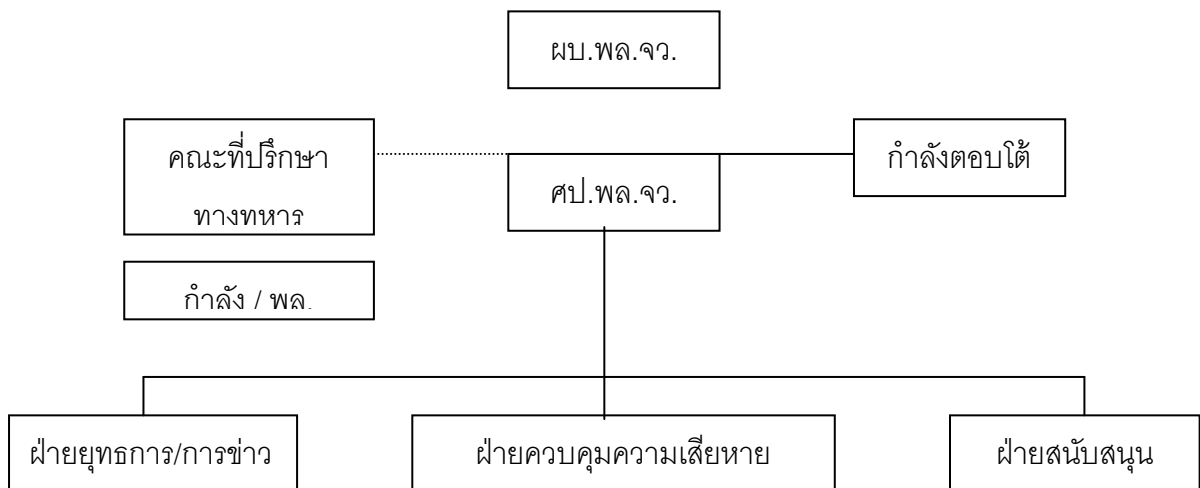 ผบ.พล.จว.
คณะที่ปรึกษา
ทางทหาร
ศป.พล.จว.
กำลังตอบโต้
กำลัง / พล.
ฝ่ายยุทธการ/การข่าว
ฝ่ายควบคุมความเสียหาย
ฝ่ายสนับสนุน